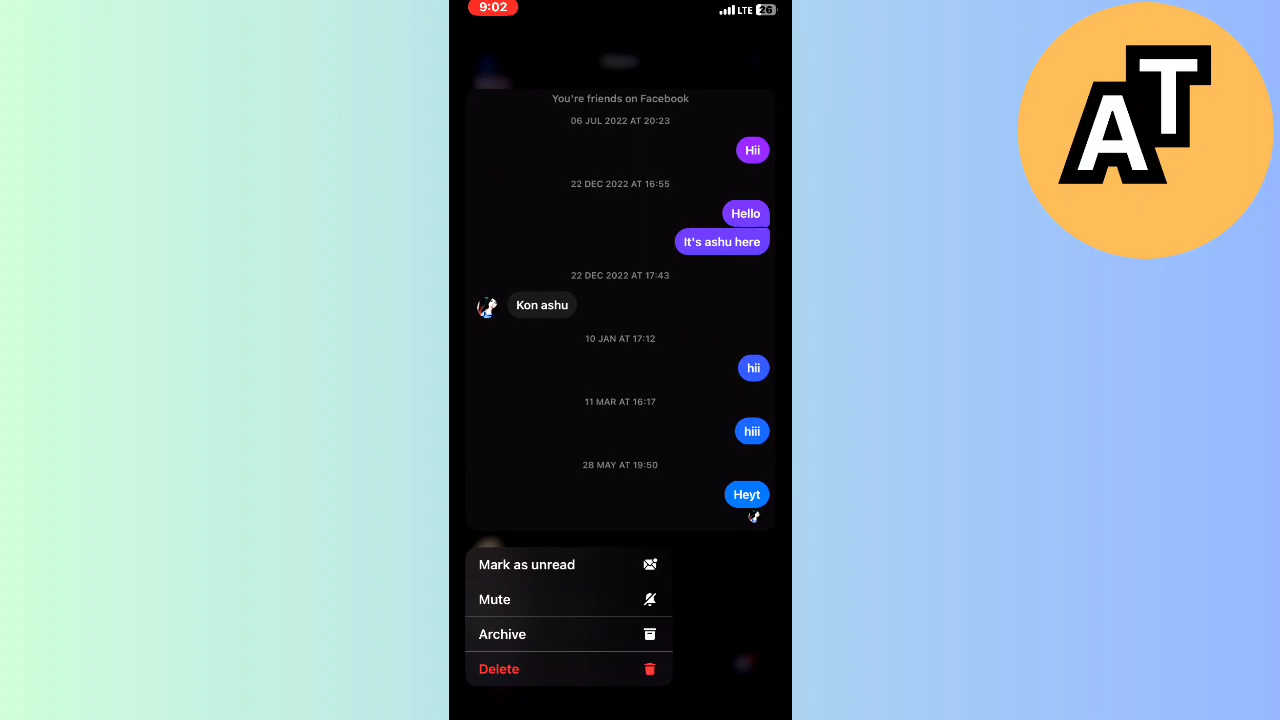 9:02
LTE 26
AT
You're friends on Facebook
06 JUL 2022 AT 20:23
Hii
22 DEC 2022 AT 16:55
Hello
It's ashu here
22 DEC 2022 AT 17:43
Kon ashu
10 JAN AT 17:12
hii
11 MAR AT 16:17
hiii
28 MAY AT 19:50
Heyt
Mark as unread
Mute
Archive
Delete